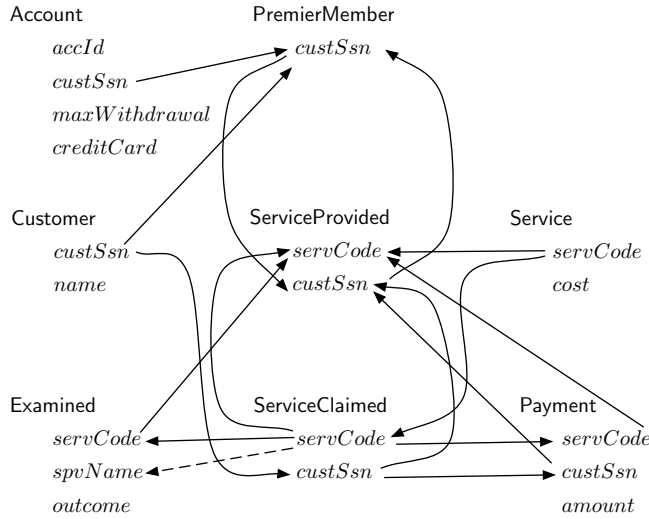 Account
accId
custSsn
maxWithdrawal
creditCard
PremierMember
custSsn
Customer
custSsn
name
ServiceProvided
servCode
custSsn
Service
servCode
cost
Examined
servCode
spvName
outcome
ServiceClaimed
servCode
custSsn
Payment
servCode
custSsn
amount